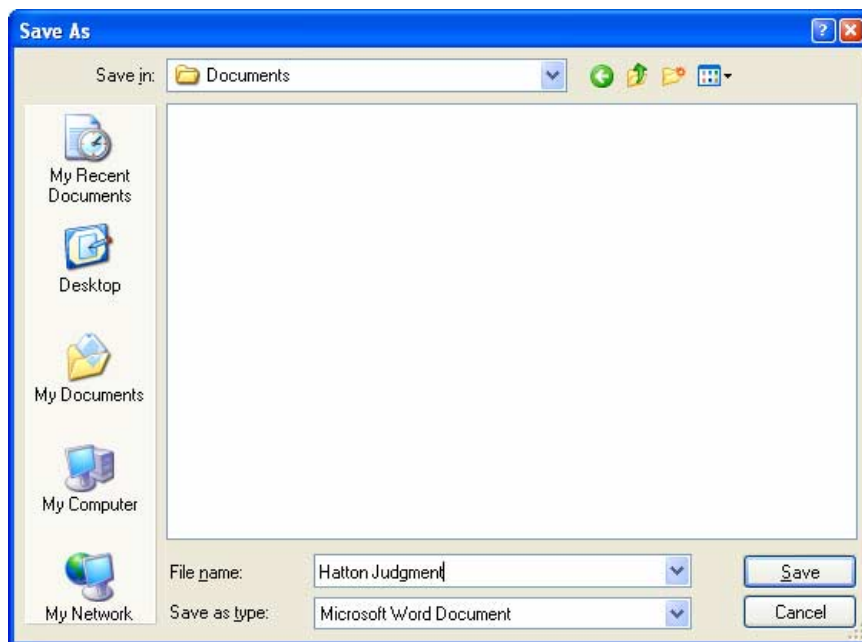 Save As
Save in: Documents
My Recent
Documents
Desktop
My Documents
My Computer
My Network
File name: Hatton Judgment Save
Save as type: Microsoft Word Document Cancel